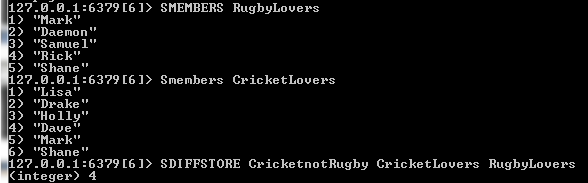 127.0.0.1:6379[6]> SMEMBERS RugbyLovers
1) "Mark"
2) "Daemon"
3) "Samuel"
4) "Rick"
5) "Shane"
127.0.0.1:6379[6]> Smembers CricketLovers
1) "Lisa"
2) "Drake"
3) "Holly"
4) "Dave"
5) "Mark"
6) "Shane"
127.0.0.1:6379[6]> SDIFFSTORE CricketnotRugby CricketLovers RugbyLovers
(integer) 4